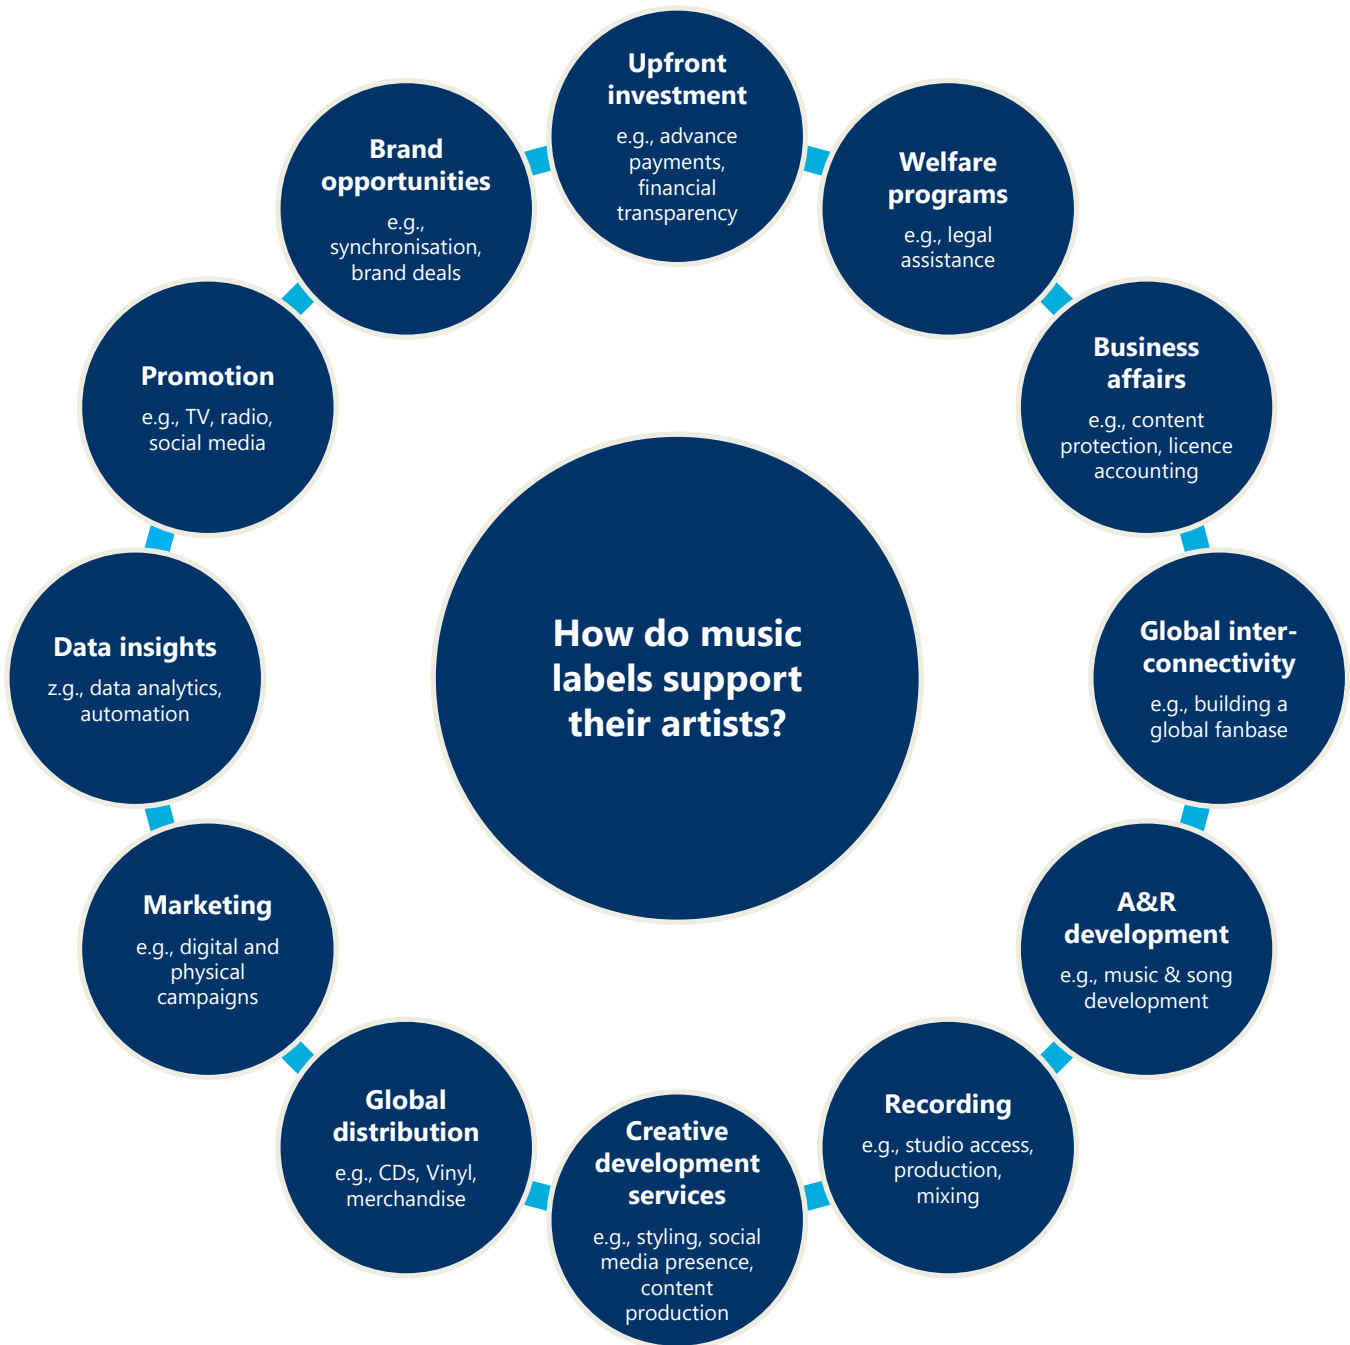 Upfront
investment
e.g., advance
payments,
financial
transparency
Welfare
programs
e.g., legal
assistance
Business
affairs
e.g., content
protection, licence
accounting
Global inter-
connectivity
e.g., building a
global fanbase
A&R
development
e.g., music & song
development
Recording
e.g., studio access,
production,
mixing
Creative
development
services
e.g., styling, social
media presence,
content
production
Global
distribution
e.g., CDs, Vinyl,
merchandise
Marketing
e.g., digital and
physical
campaigns
Data insights
z.g., data analytics,
automation
Promotion
e.g., TV, radio,
social media
Brand
opportunities
e.g.,
synchronisation,
brand deals
How do music
labels support
their artists?